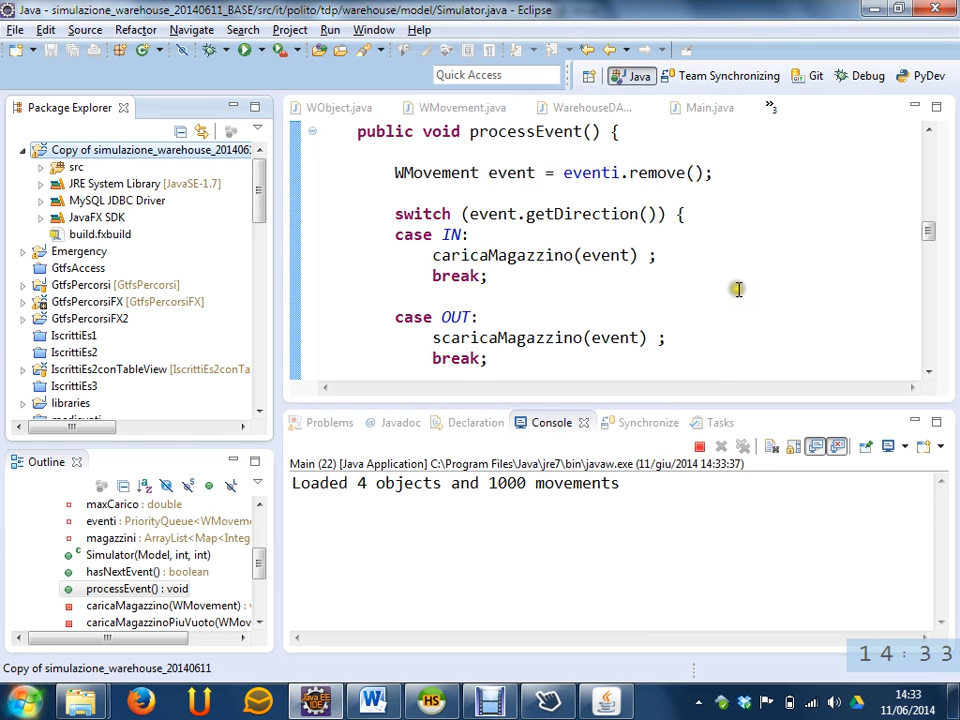 Java - simulazione_warehouse_20140611_BASE/src/it/polito/tdp/warehouse/model/Simulator.java - Eclipse
File Edit Source Refactor Navigate Search Project Run Window Help
Quick Access Java Team Synchronizing Git Debug PyDev
Package Explorer
Copy of simulazione_warehouse_20140611
src
JRE System Library [JavaSE-1.7]
MySQL JDBC Driver
JavaFX SDK
build.fxbuild
Emergency
GtfsAccess
GtfsPercorsi [GtfsPercorsi]
GtfsPercorsiFX [GtfsPercorsiFX]
GtfsPercorsiFX2
IscrittiEs1
IscrittiEs2
IscrittiEs2conTableView [IscrittiEs2conTa
IscrittiEs3
libraries
WObject.java WMovement.java WarehouseDA... Main.java »3
public void processEvent() {
WMovement event = eventi.remove();
switch (event.getDirection()) {
case IN:
caricaMagazzino(event) ;
break;
case OUT:
scaricaMagazzino(event) ;
break;
Outline
maxCarico : double
eventi : PriorityQueue<WMovem
magazzini : ArrayList<Map<Integ
Simulator(Model, int, int)
hasNextEvent() : boolean
processEvent() : void
caricaMagazzino(WMovement) :
caricaMagazzinoPiuVuoto(WMov
Problems Javadoc Declaration Console Synchronize Tasks
Main (22) [Java Application] C:\Program Files\Java\jre7\bin\javaw.exe (11/giu/2014 14:33:37)
Loaded 4 objects and 1000 movements
Copy of simulazione_warehouse_20140611
14:33
14:33
11/06/2014